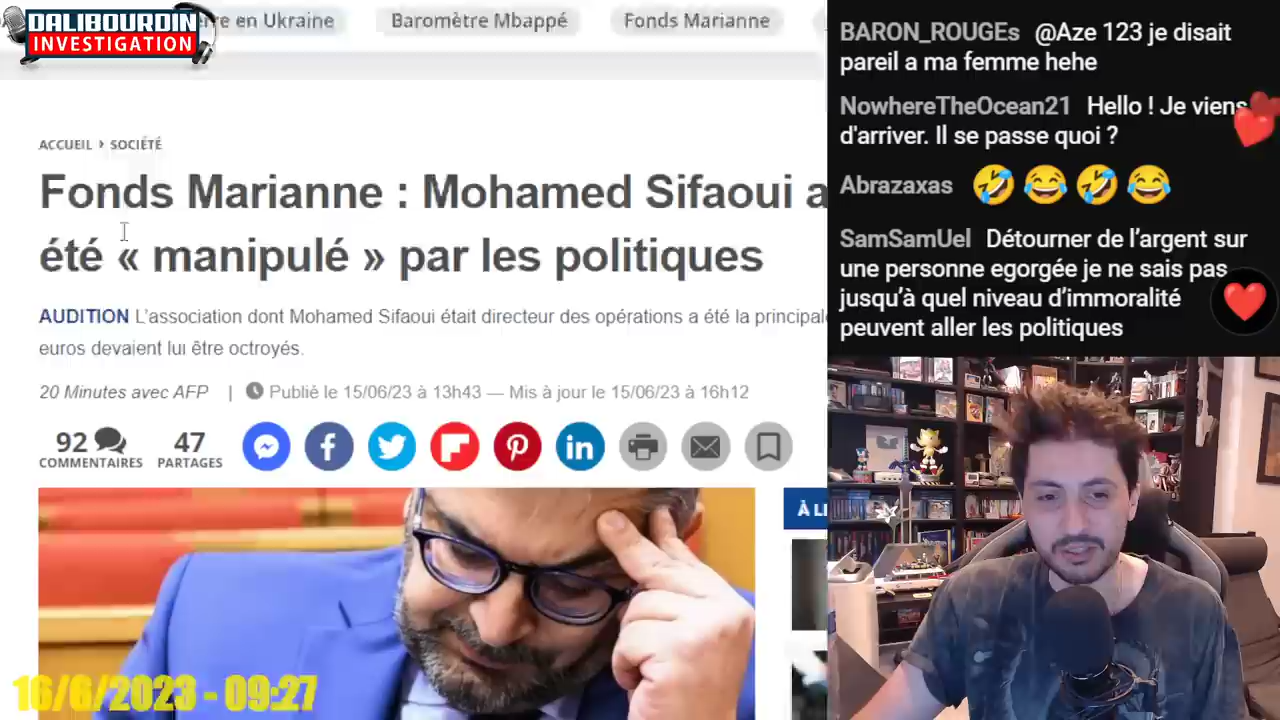 DALIBOURDIN
INVESTIGATION
re en Ukraine
Baromètre Mbappé
Fonds Marianne
ACCUEIL › SOCIÉTÉ
Fonds Marianne : Mohamed Sifaoui a
été « manipulé » par les politiques
AUDITION L'association dont Mohamed Sifaoui était directeur des opérations a été la principale
euros devaient lui être octroyés.
20 Minutes avec AFP | Publié le 15/06/23 à 13h43 — Mis à jour le 15/06/23 à 16h12
92
COMMENTAIRES
47
PARTAGES
À LI
16/6/2023 - 09:27
BARON_ROUGEs @Aze 123 je disait
pareil a ma femme hehe
NowhereTheOcean21 Hello ! Je viens
d'arriver. Il se passe quoi ?
Abrazaxas 🤣😂🤣😂
SamSamUel Détourner de l’argent sur
une personne egorgée je ne sais pas
jusqu’à quel niveau d’immoralité
peuvent aller les politiques